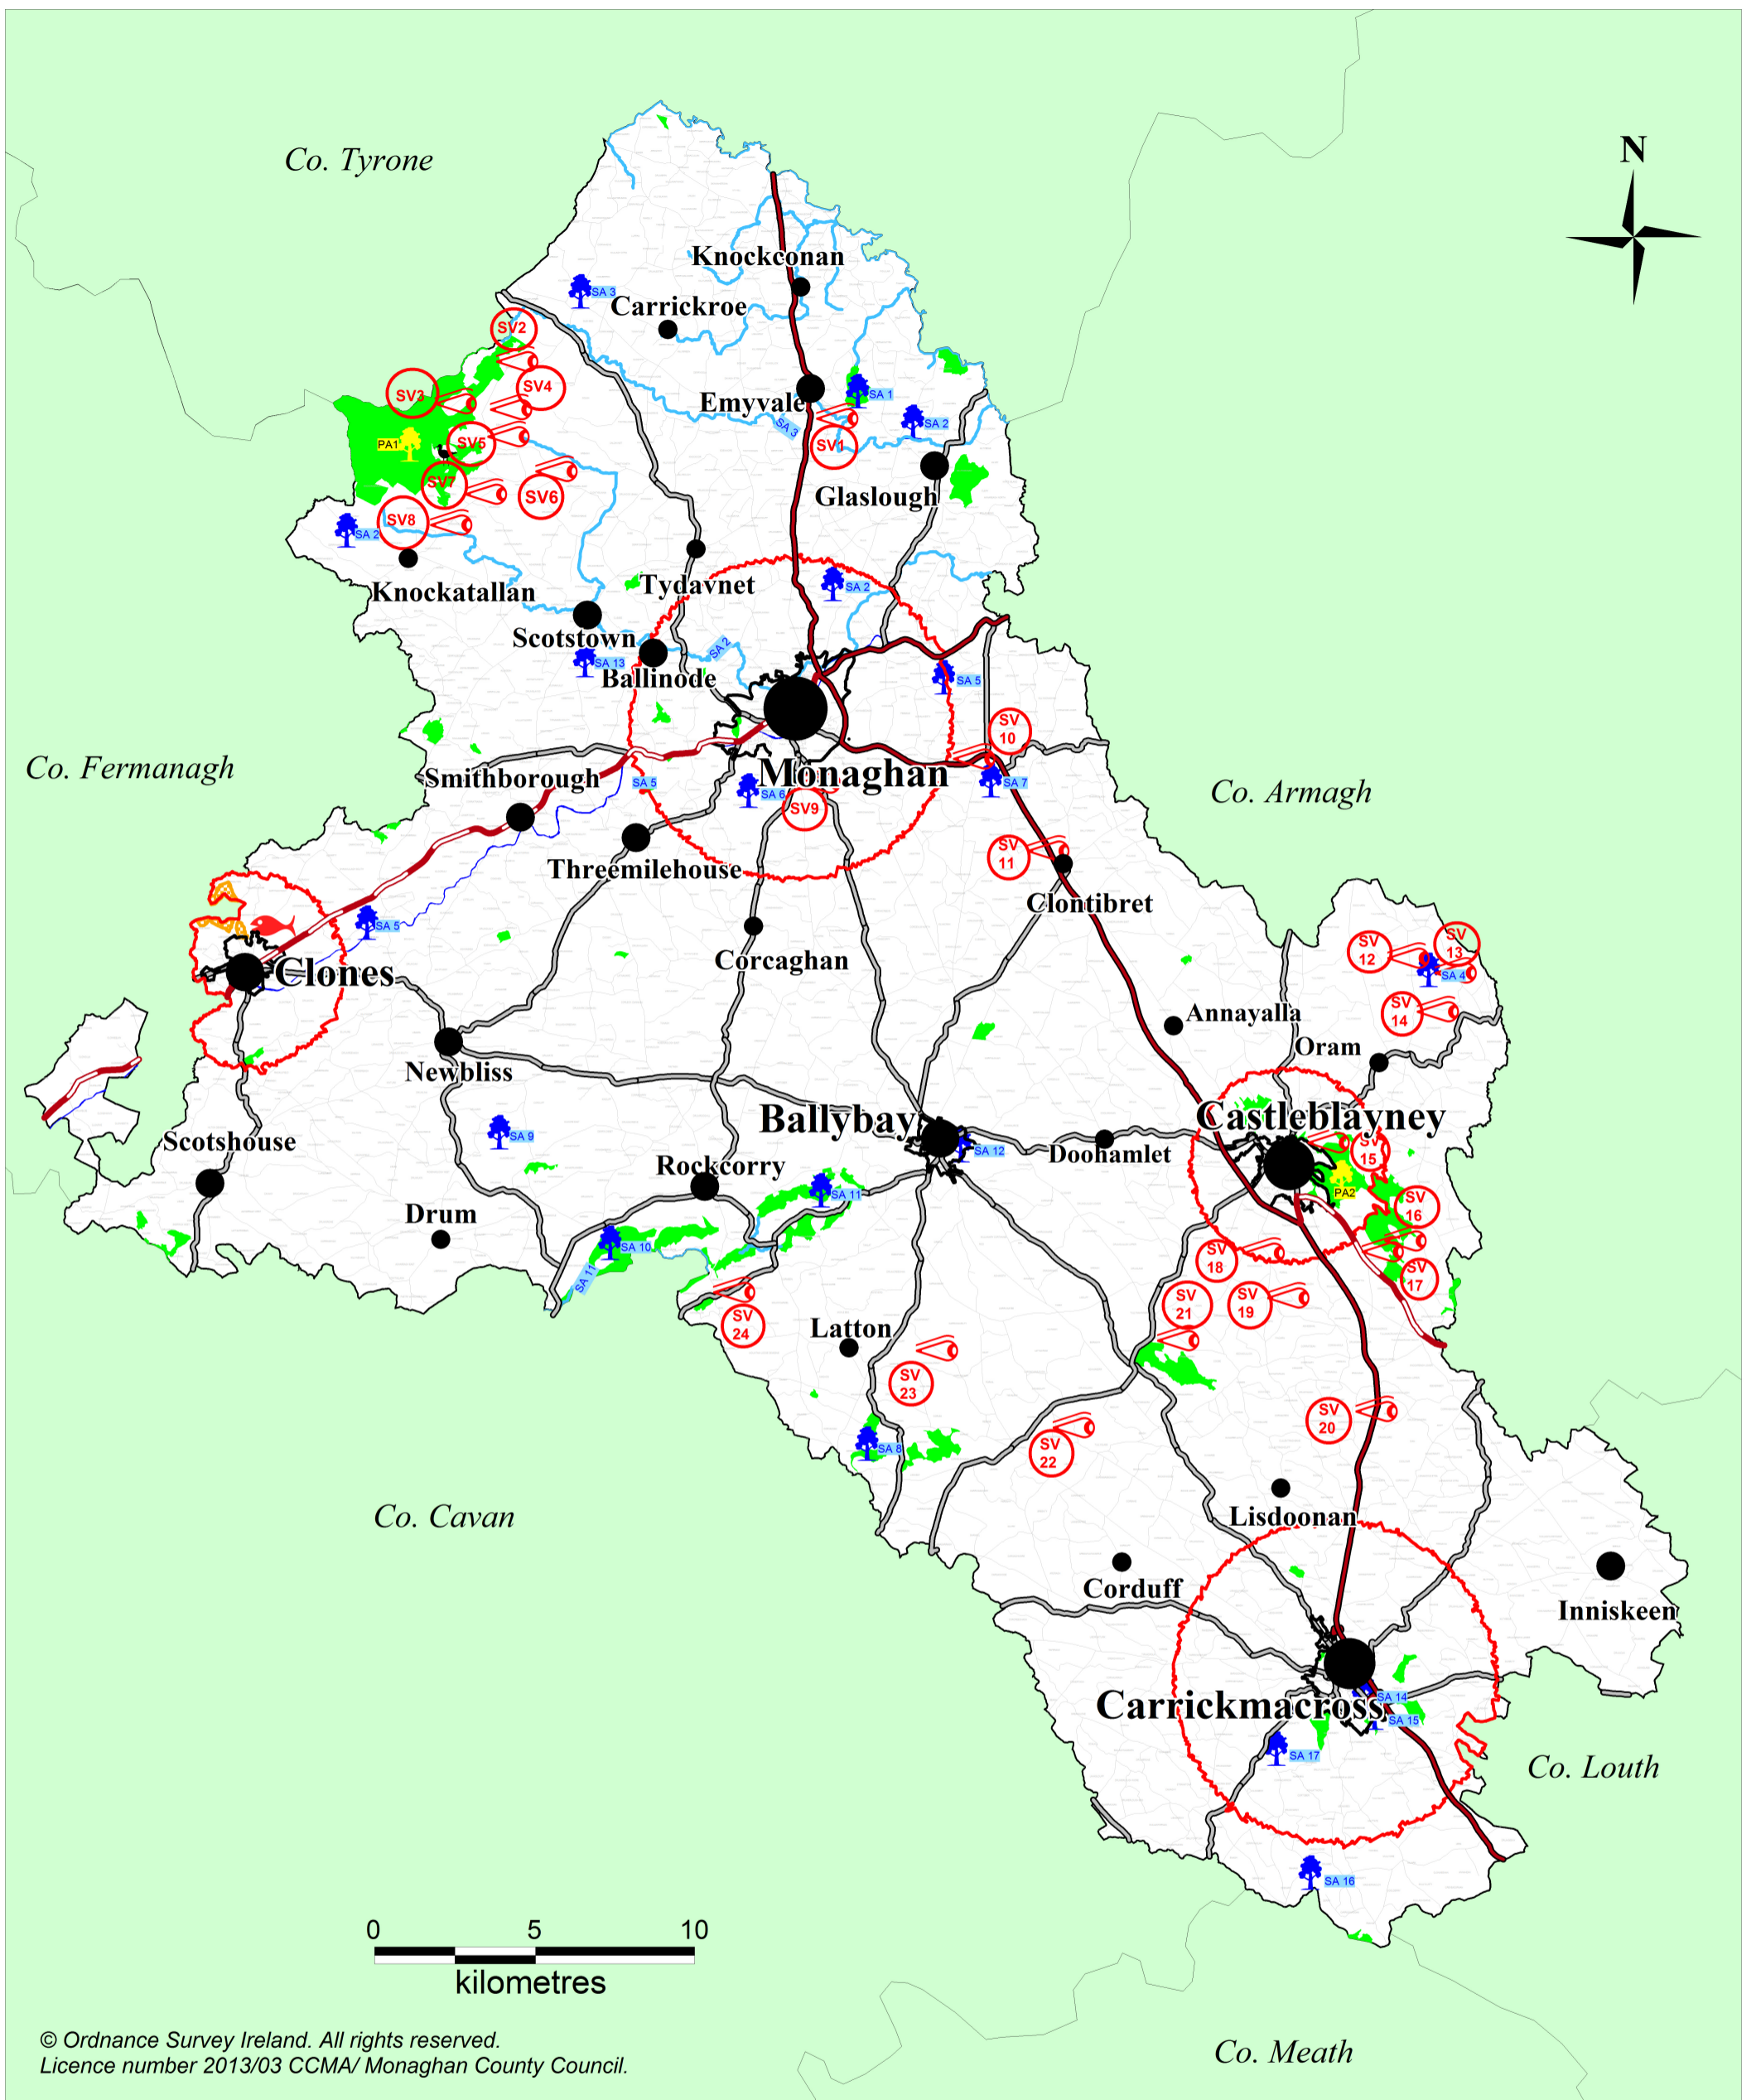 N
Co. Tyrone
Knockconan
SA 3
Carrickroe
SV2
SV4
SV3
SA 1
Emyvale
SA 2
SA 3
SV1
PA1
SV5
Glaslough
SV7
SV6
SV8
SA 2
Knockatallan
Tydavnet
SA 2
Scotstown
SA 2
SA 13
Ballinode
SA 5
SV
10
Co. Fermanagh
Monaghan
Smithborough
SA 5
SA 6
SA 7
Co. Armagh
SV9
SV
11
Threemilehouse
Clontibret
SA 5
SV
12
SV
13
Corcaghan
Clones
SA 4
SV
14
Annayalla
Oram
Newbliss
Ballybay
Castleblayney
SA 9
Scotshouse
SA 12
Doohamlet
SV
15
Rockcorry
SA 11
PA2
SV
16
Drum
SA 10
SV
18
SA 11
SV
17
SV
21
SV
19
SV
24
Latton
SV
23
SV
20
SA 8
SV
22
Co. Cavan
Lisdoonan
Corduff
Inniskeen
Carrickmacross
SA 14
SA 15
SA 17
Co. Louth
SA 16
0 5 10
kilometres
© Ordnance Survey Ireland. All rights reserved.
Licence number 2013/03 CCMA/ Monaghan County Council.
Co. Meath